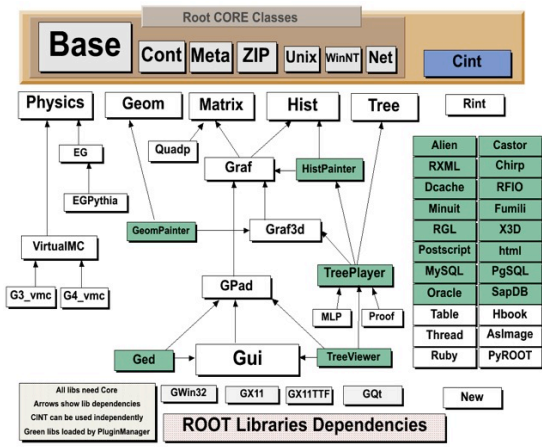 Root CORE Classes
Base
Cont
Meta
ZIP
Unix
WinNT
Net
Cint
Physics
Geom
Matrix
Hist
Tree
Rint
EG
Quadp
Graf
HistPainter
EGPythia
GeomPainter
Graf3d
VirtualMC
TreePlayer
G3_vmc
G4_vmc
GPad
MLP
Proof
Ged
Gui
TreeViewer
Alien
Castor
RXML
Chirp
Dcache
RFIO
Minuit
Fumili
RGL
X3D
Postscript
html
MySQL
PgSQL
Oracle
SapDB
Table
Hbook
Thread
AsImage
Ruby
PyROOT
All libs need Core
Arrows show lib dependencies
CINT can be used independently
Green libs loaded by PluginManager
GWin32
GX11
GX11TTF
GQt
New
ROOT Libraries Dependencies